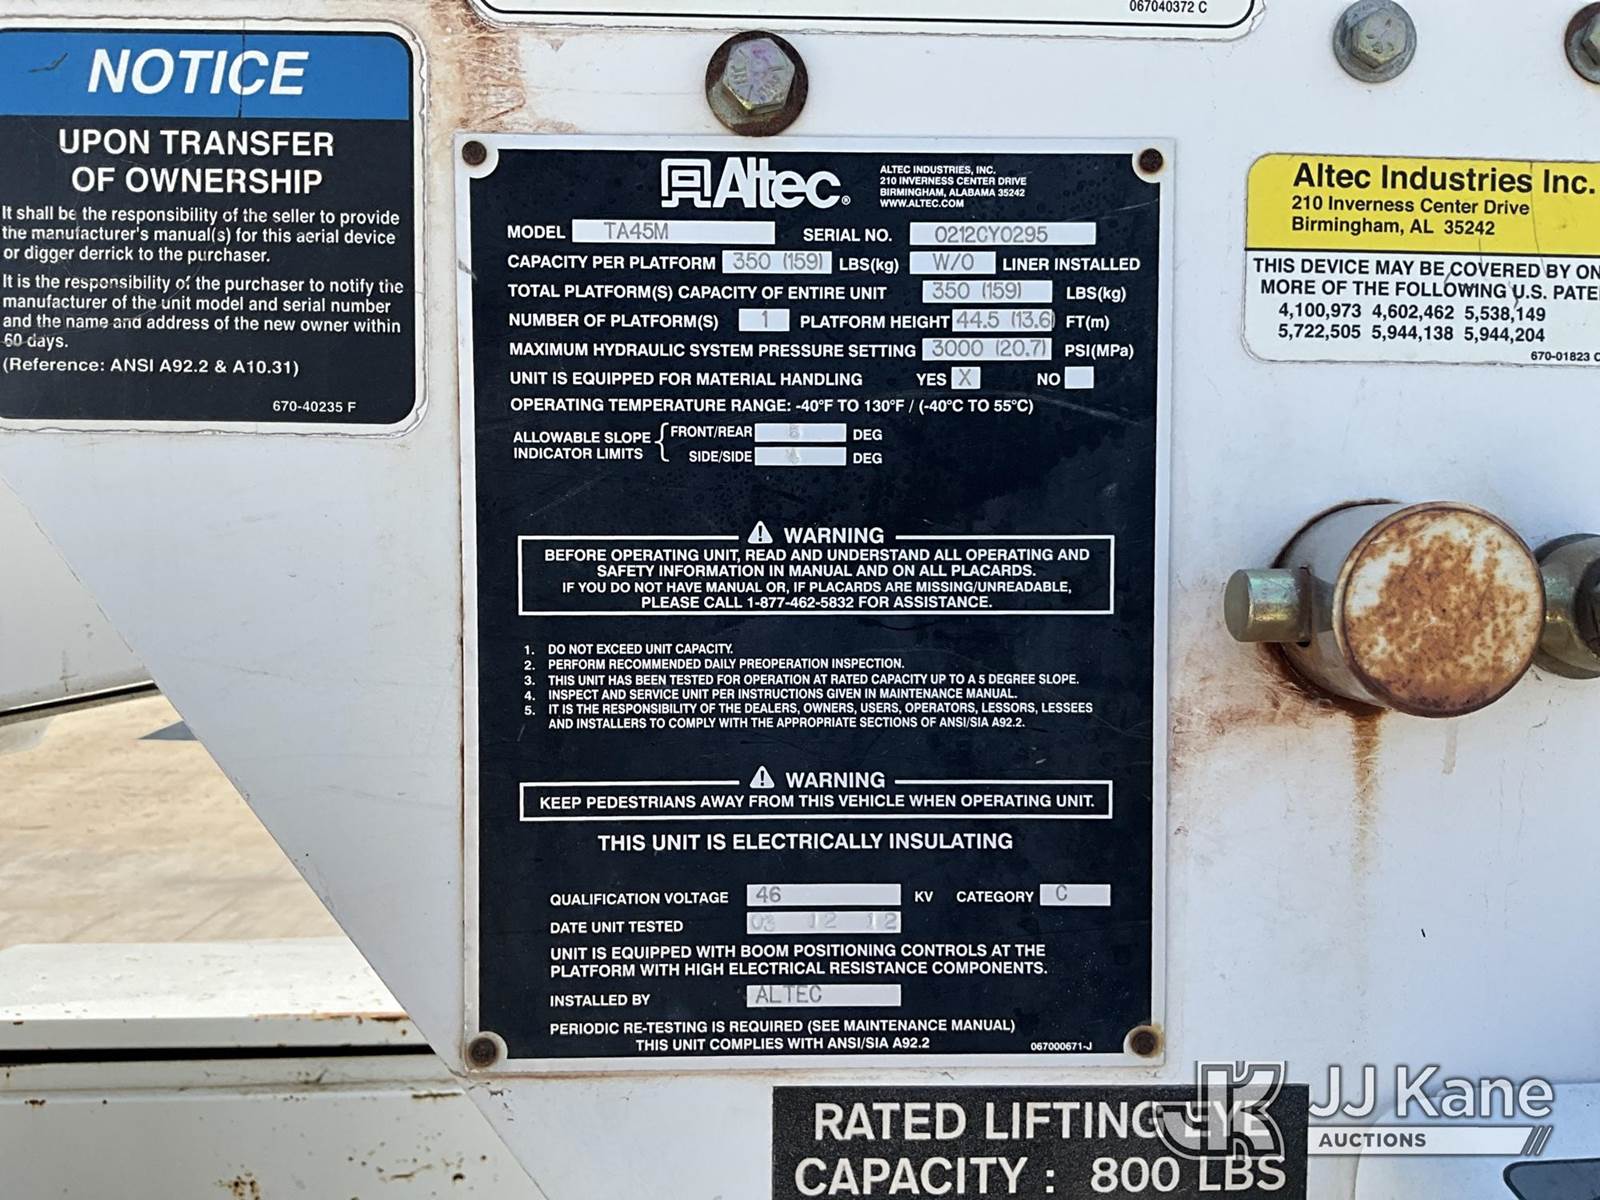 067040372 C
NOTICE
UPON TRANSFER
OF OWNERSHIP
It shall be the responsibility of the seller to provide
the manufacturer's manual(s) for this aerial device
or digger derrick to the purchaser.
It is the responsibility of the purchaser to notify the
manufacturer of the unit model and serial number
and the name and address of the new owner within
60 days.
(Reference: ANSI A92.2 & A10.31)
670-40235 F
Altec®
ALTEC INDUSTRIES, INC.
210 INVERNESS CENTER DRIVE
BIRMINGHAM, ALABAMA 35242
WWW.ALTEC.COM
MODEL TA45M SERIAL NO. 0212CY0295
CAPACITY PER PLATFORM 350 (159) LBS(kg) W/O LINER INSTALLED
TOTAL PLATFORM(S) CAPACITY OF ENTIRE UNIT 350 (159) LBS(kg)
NUMBER OF PLATFORM(S) 1 PLATFORM HEIGHT 44.5 (13.6) FT(m)
MAXIMUM HYDRAULIC SYSTEM PRESSURE SETTING 3000 (20.7) PSI(MPa)
UNIT IS EQUIPPED FOR MATERIAL HANDLING YES X NO
OPERATING TEMPERATURE RANGE: -40°F TO 130°F / (-40°C TO 55°C)
ALLOWABLE SLOPE INDICATOR LIMITS
FRONT/REAR DEG
SIDE/SIDE DEG
WARNING
BEFORE OPERATING UNIT, READ AND UNDERSTAND ALL OPERATING AND
SAFETY INFORMATION IN MANUAL AND ON ALL PLACARDS.
IF YOU DO NOT HAVE MANUAL OR, IF PLACARDS ARE MISSING/UNREADABLE,
PLEASE CALL 1-877-462-5832 FOR ASSISTANCE.
1. DO NOT EXCEED UNIT CAPACITY.
2. PERFORM RECOMMENDED DAILY PREOPERATION INSPECTION.
3. THIS UNIT HAS BEEN TESTED FOR OPERATION AT RATED CAPACITY UP TO A 5 DEGREE SLOPE.
4. INSPECT AND SERVICE UNIT PER INSTRUCTIONS GIVEN IN MAINTENANCE MANUAL.
5. IT IS THE RESPONSIBILITY OF THE DEALERS, OWNERS, USERS, OPERATORS, LESSORS, LESSEES
AND INSTALLERS TO COMPLY WITH THE APPROPRIATE SECTIONS OF ANSI/SIA A92.2.
WARNING
KEEP PEDESTRIANS AWAY FROM THIS VEHICLE WHEN OPERATING UNIT.
THIS UNIT IS ELECTRICALLY INSULATING
QUALIFICATION VOLTAGE 46 KV CATEGORY C
DATE UNIT TESTED 03 12 12
UNIT IS EQUIPPED WITH BOOM POSITIONING CONTROLS AT THE
PLATFORM WITH HIGH ELECTRICAL RESISTANCE COMPONENTS.
INSTALLED BY ALTEC
PERIODIC RE-TESTING IS REQUIRED (SEE MAINTENANCE MANUAL)
THIS UNIT COMPLIES WITH ANSI/SIA A92.2
067000671-J
Altec Industries Inc.
210 Inverness Center Drive
Birmingham, AL 35242
THIS DEVICE MAY BE COVERED BY ON
MORE OF THE FOLLOWING U.S. PATE
4,100,973 4,602,462 5,538,149
5,722,505 5,944,138 5,944,204
670-01823 C
RATED LIFTING EYE
CAPACITY : 800 LBS
JK JJ Kane
AUCTIONS